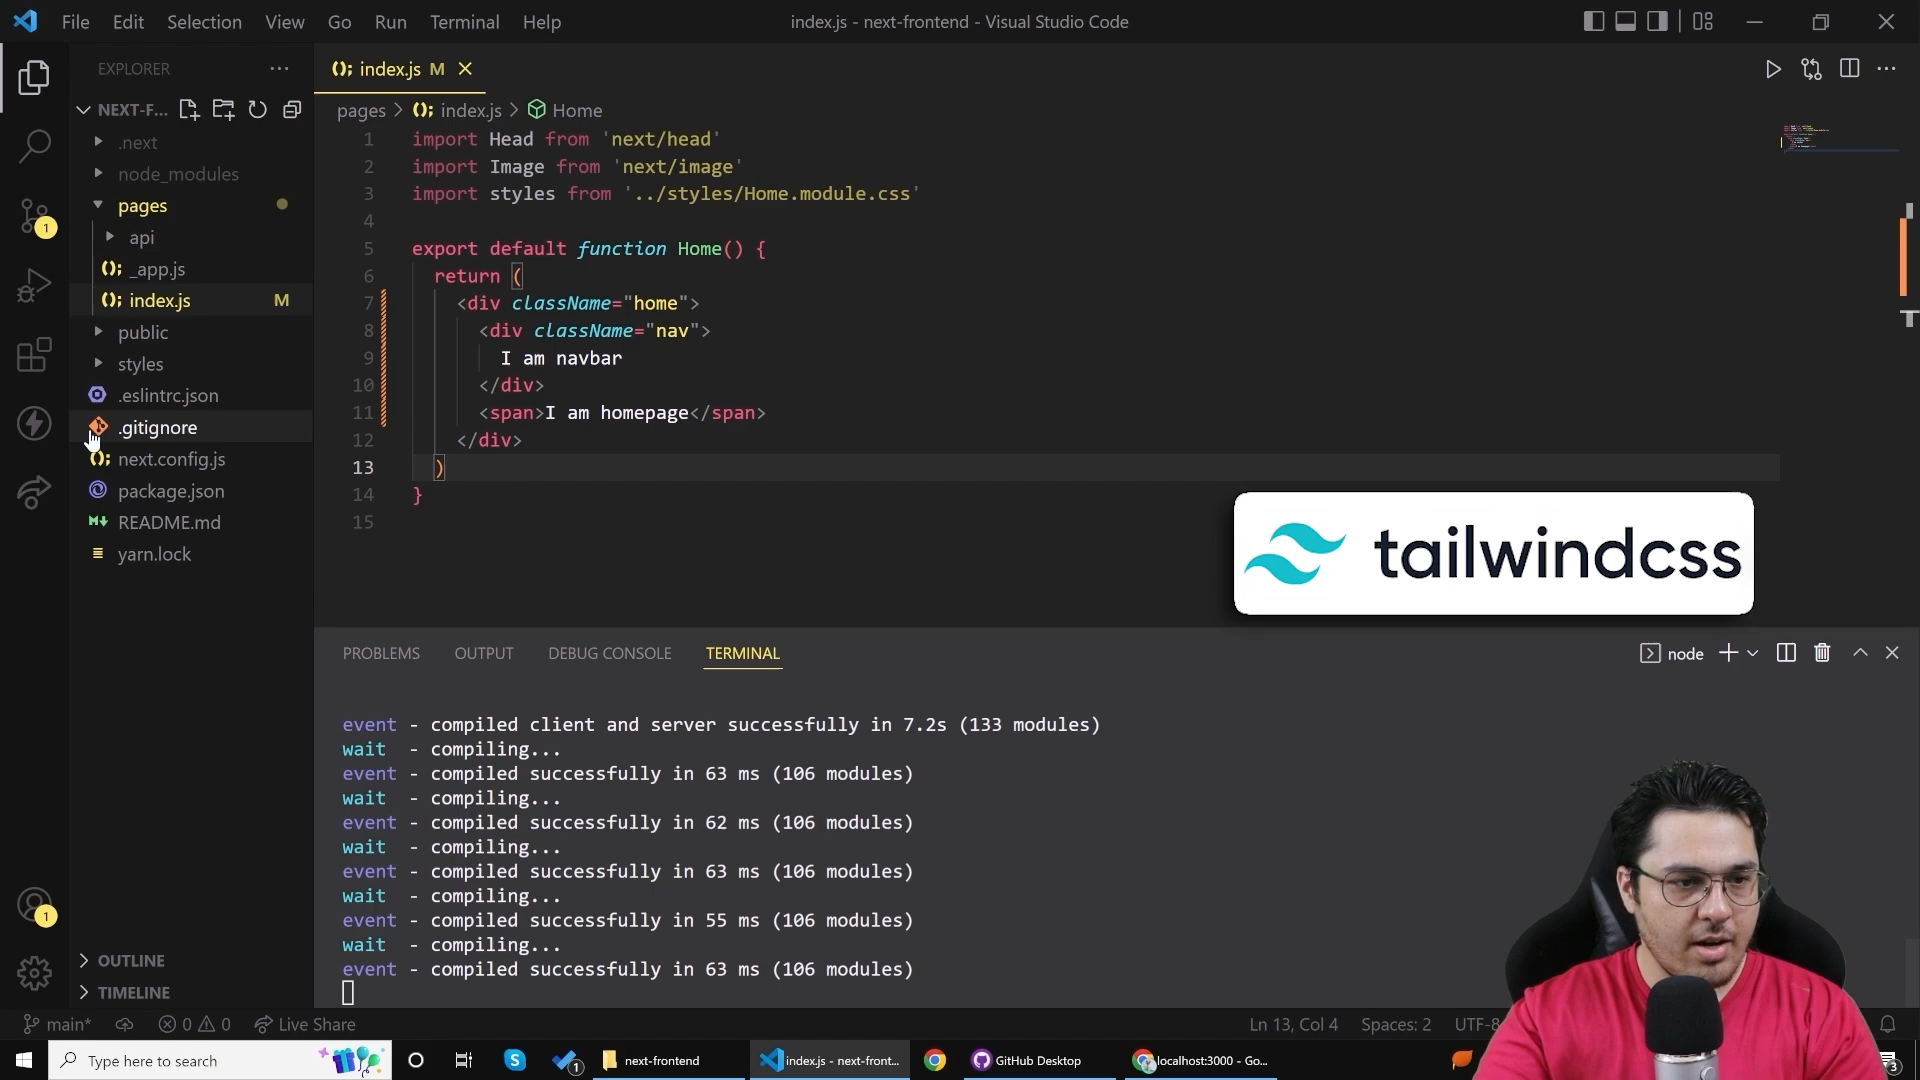 File Edit Selection View Go Run Terminal Help
index.js - next-frontend - Visual Studio Code
EXPLORER
NEXT-F...
.next
node_modules
pages
api
_app.js
index.js M
public
styles
.eslintrc.json
.gitignore
next.config.js
package.json
README.md
yarn.lock
OUTLINE
TIMELINE
1
1
index.js M
pages > index.js > Home
1 import Head from 'next/head'
2 import Image from 'next/image'
3 import styles from '../styles/Home.module.css'
4
5 export default function Home() {
6 return (
7 <div className="home">
8 <div className="nav">
9 I am navbar
10 </div>
11 <span>I am homepage</span>
12 </div>
13 )
14 }
15
tailwindcss
PROBLEMS OUTPUT DEBUG CONSOLE TERMINAL
node
event - compiled client and server successfully in 7.2s (133 modules)
wait - compiling...
event - compiled successfully in 63 ms (106 modules)
wait - compiling...
event - compiled successfully in 62 ms (106 modules)
wait - compiling...
event - compiled successfully in 63 ms (106 modules)
wait - compiling...
event - compiled successfully in 55 ms (106 modules)
wait - compiling...
event - compiled successfully in 63 ms (106 modules)
main* 0 0 Live Share
Ln 13, Col 4 Spaces: 2 UTF-8
Type here to search
1
next-frontend
index.js - next-front...
GitHub Desktop
localhost:3000 - Go...
3